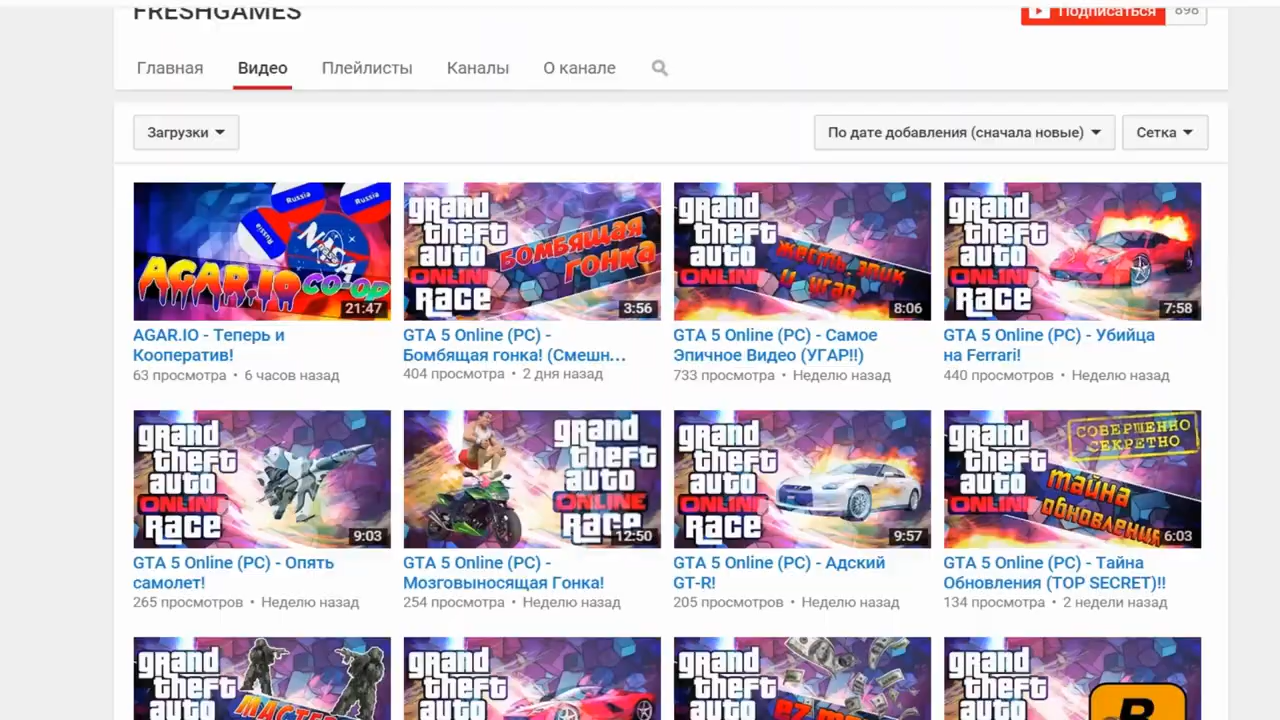 FRESHGAMES
Подписаться 898
Главная Видео Плейлисты Каналы О канале
Загрузки По дате добавления (сначала новые) Сетка
Russia Russia
Russia
NASA
AGAR.IO CO-OP
21:47
grand
theft
auto
ONLINE
Race
БОМБЯЩАЯ
ГОНКА
3:56
grand
theft
auto
ONLINE
Race
жесть, эпик
и угар
8:06
grand
theft
auto
ONLINE
Race
7:58
AGAR.IO - Теперь и
Кооператив!
63 просмотра • 6 часов назад
GTA 5 Online (PC) -
Бомбящая гонка! (Смешн...
404 просмотра • 2 дня назад
GTA 5 Online (PC) - Самое
Эпичное Видео (УГАР!!)
733 просмотра • Неделю назад
GTA 5 Online (PC) - Убийца
на Ferrari!
440 просмотров • Неделю назад
grand
theft
auto
ONLINE
Race
9:03
grand
theft
auto
ONLINE
Race
12:50
grand
theft
auto
ONLINE
Race
9:57
grand
theft
auto
ONLINE
СОВЕРШЕННО
СЕКРЕТНО
тайна
обновления
6:03
GTA 5 Online (PC) - Опять
самолет!
265 просмотров • Неделю назад
GTA 5 Online (PC) -
Мозговыносящая Гонка!
254 просмотра • Неделю назад
GTA 5 Online (PC) - Адский
GT-R!
205 просмотров • Неделю назад
GTA 5 Online (PC) - Тайна
Обновления (TOP SECRET)!!
134 просмотра • 2 недели назад
grand
theft
auto
grand
theft
auto
grand
theft
auto
grand
theft
auto
R